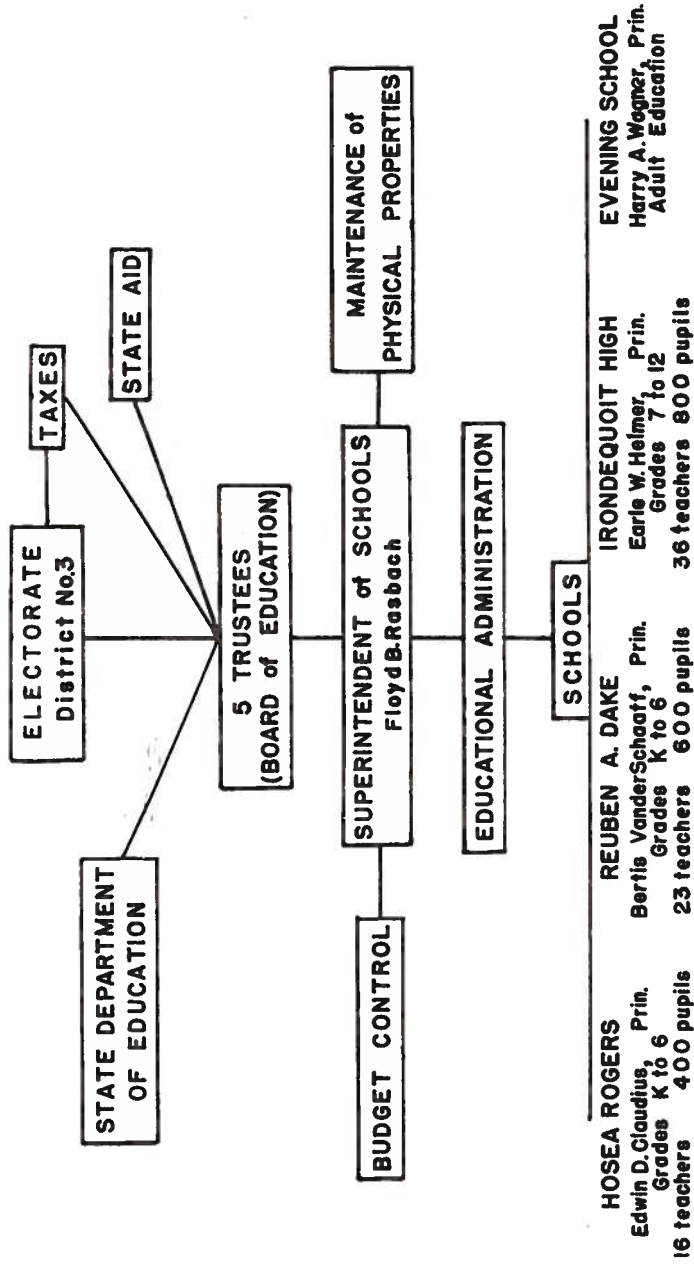 ELECTORATE
District No.3
TAXES
STATE AID
STATE DEPARTMENT
OF EDUCATION
5 TRUSTEES
(BOARD of EDUCATION)
BUDGET CONTROL
SUPERINTENDENT of SCHOOLS
Floyd B. Rasbach
MAINTENANCE of
PHYSICAL PROPERTIES
EDUCATIONAL ADMINISTRATION
SCHOOLS
HOSEA ROGERS
Edwin D. Claudius, Prin.
Grades K to 6
16 teachers 400 pupils
REUBEN A. DAKE
Bertis VanderSchaaff, Prin.
Grades K to 6
23 teachers 600 pupils
IRONDEQUOIT HIGH
Earle W. Helmer, Prin.
Grades 7 to 12
36 teachers 800 pupils
EVENING SCHOOL
Harry A. Wagner, Prin.
Adult Education